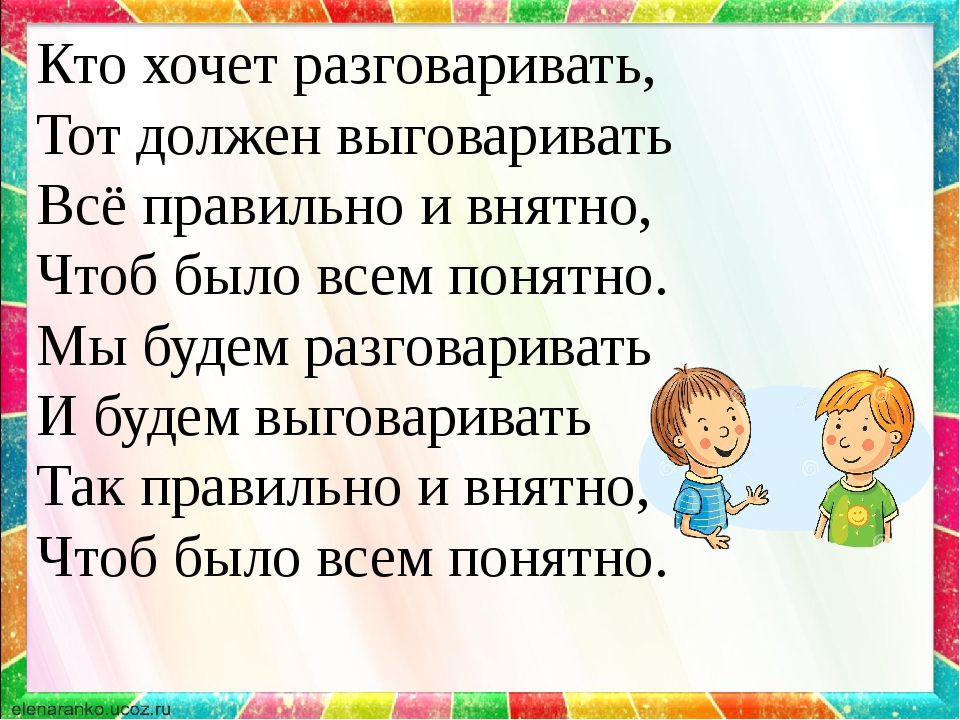 Кто хочет разговаривать,
Тот должен выговаривать
Всё правильно и внятно,
Чтоб было всем понятно.
Мы будем разговаривать
И будем выговаривать
Так правильно и внятно,
Чтоб было всем понятно.
elenaranko.ucoz.ru